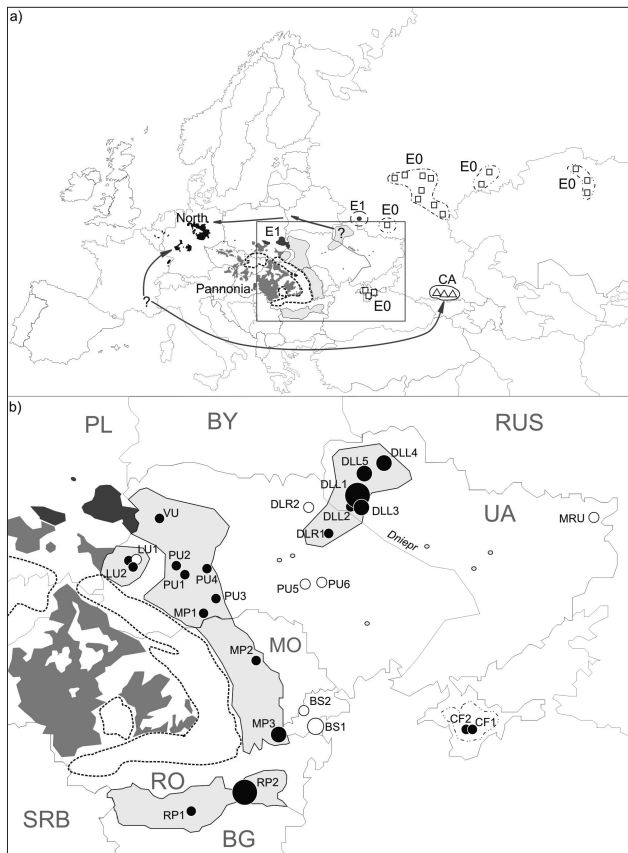 a)
E0
E0
E0
E1
E0
North
?
E1
Pannonia
CA
?
E0
b)
PL
BY
RUS
DLL4
DLL5
DLL1
VU
DLR2
DLL2
DLL3
UA
MRU
DLR1
LU1
PU2
Dniepr
LU2
PU1
PU4
PU5
PU6
PU3
MP1
MO
MP2
BS2
MP3
BS1
CF2
CF1
RO
RP2
SRB
RP1
BG